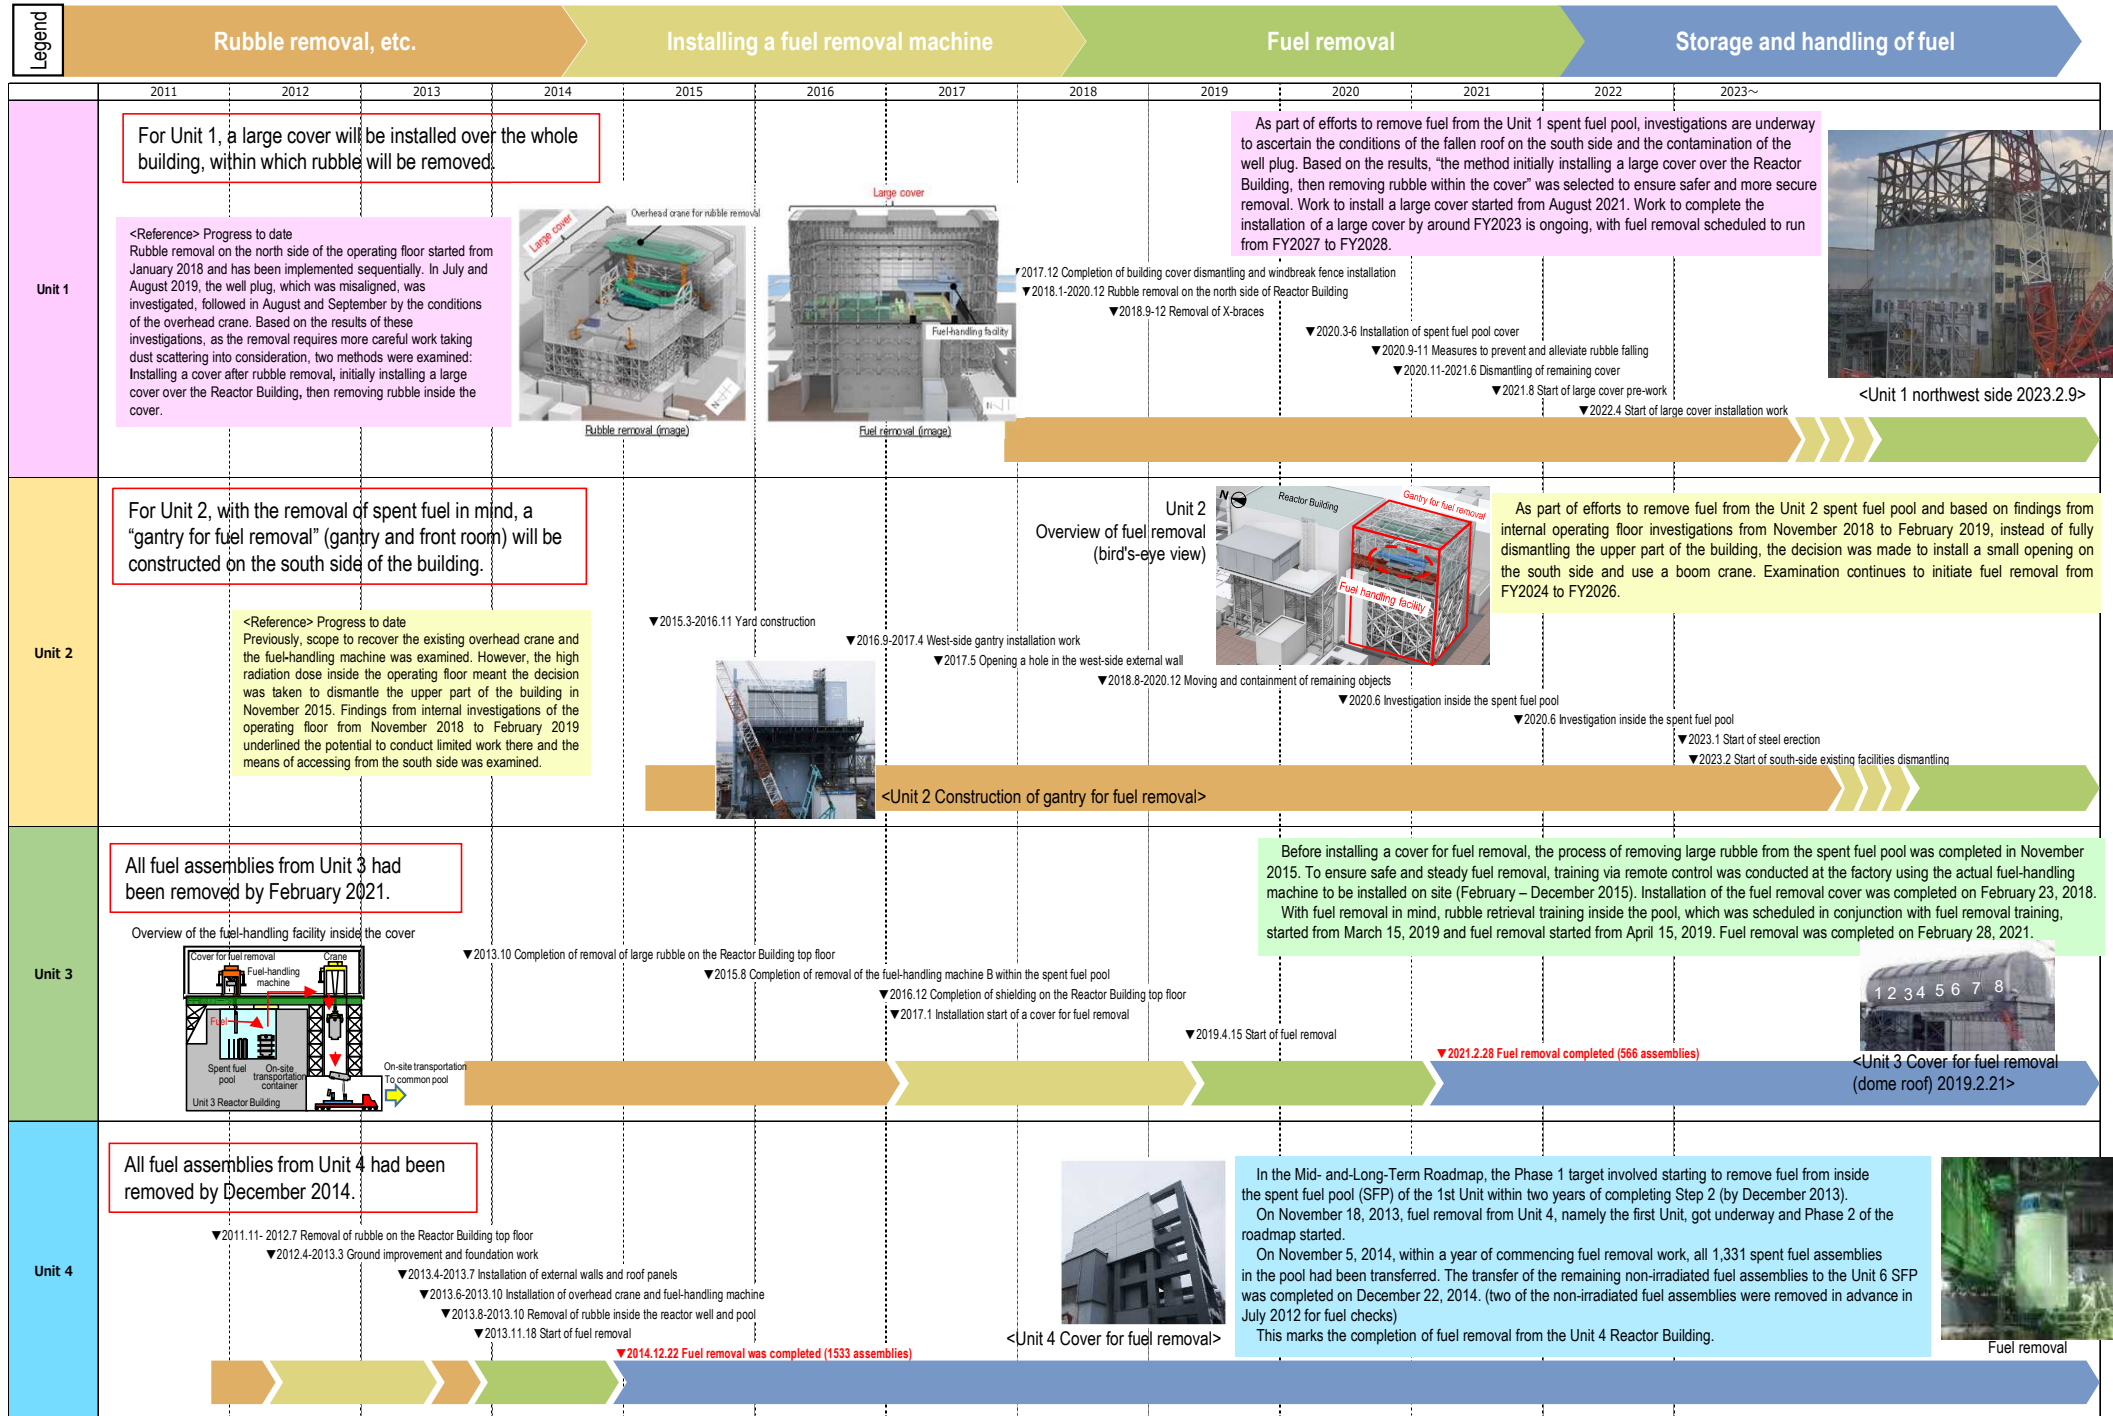 Legend
Rubble removal, etc.
Installing a fuel removal machine
Fuel removal
Storage and handling of fuel
2011
2012
2013
2014
2015
2016
2017
2018
2019
2020
2021
2022
2023～
Unit 1
For Unit 1, a large cover will be installed over the whole
building, within which rubble will be removed.
<Reference> Progress to date
Rubble removal on the north side of the operating floor started from
January 2018 and has been implemented sequentially. In July and
August 2019, the well plug, which was misaligned, was
investigated, followed in August and September by the conditions
of the overhead crane. Based on the results of these
investigations, as the removal requires more careful work taking
dust scattering into consideration, two methods were examined:
Installing a cover after rubble removal, initially installing a large
cover over the Reactor Building, then removing rubble inside the
cover.
Large cover
Overhead crane for rubble removal
N
Rubble removal (image)
Large cover
Fuel-handling facility
N
Fuel removal (image)
As part of efforts to remove fuel from the Unit 1 spent fuel pool, investigations are underway
to ascertain the conditions of the fallen roof on the south side and the contamination of the
well plug. Based on the results, “the method initially installing a large cover over the Reactor
Building, then removing rubble within the cover” was selected to ensure safer and more secure
removal. Work to install a large cover started from August 2021. Work to complete the
installation of a large cover by around FY2023 is ongoing, with fuel removal scheduled to run
from FY2027 to FY2028.
▼2017.12 Completion of building cover dismantling and windbreak fence installation
▼2018.1-2020.12 Rubble removal on the north side of Reactor Building
▼2018.9-12 Removal of X-braces
▼2020.3-6 Installation of spent fuel pool cover
▼2020.9-11 Measures to prevent and alleviate rubble falling
▼2020.11-2021.6 Dismantling of remaining cover
▼2021.8 Start of large cover pre-work
▼2022.4 Start of large cover installation work
<Unit 1 northwest side 2023.2.9>
Unit 2
For Unit 2, with the removal of spent fuel in mind, a
“gantry for fuel removal” (gantry and front room) will be
constructed on the south side of the building.
<Reference> Progress to date
Previously, scope to recover the existing overhead crane and
the fuel-handling machine was examined. However, the high
radiation dose inside the operating floor meant the decision
was taken to dismantle the upper part of the building in
November 2015. Findings from internal investigations of the
operating floor from November 2018 to February 2019
underlined the potential to conduct limited work there and the
means of accessing from the south side was examined.
Unit 2
Overview of fuel removal
(bird's-eye view)
N
Reactor Building
Gantry for fuel removal
Fuel handling facility
As part of efforts to remove fuel from the Unit 2 spent fuel pool and based on findings from
internal operating floor investigations from November 2018 to February 2019, instead of fully
dismantling the upper part of the building, the decision was made to install a small opening on
the south side and use a boom crane. Examination continues to initiate fuel removal from
FY2024 to FY2026.
▼2015.3-2016.11 Yard construction
▼2016.9-2017.4 West-side gantry installation work
▼2017.5 Opening a hole in the west-side external wall
▼2018.8-2020.12 Moving and containment of remaining objects
▼2020.6 Investigation inside the spent fuel pool
▼2020.6 Investigation inside the spent fuel pool
▼2023.1 Start of steel erection
▼2023.2 Start of south-side existing facilities dismantling
<Unit 2 Construction of gantry for fuel removal>
Unit 3
All fuel assemblies from Unit 3 had
been removed by February 2021.
Overview of the fuel-handling facility inside the cover
Cover for fuel removal
Crane
Fuel-handling
machine
Fuel
Spent fuel
pool
On-site
transportation
container
Unit 3 Reactor Building
On-site transportation
To common pool
Before installing a cover for fuel removal, the process of removing large rubble from the spent fuel pool was completed in November
2015. To ensure safe and steady fuel removal, training via remote control was conducted at the factory using the actual fuel-handling
machine to be installed on site (February – December 2015). Installation of the fuel removal cover was completed on February 23, 2018.
With fuel removal in mind, rubble retrieval training inside the pool, which was scheduled in conjunction with fuel removal training,
started from March 15, 2019 and fuel removal started from April 15, 2019. Fuel removal was completed on February 28, 2021.
▼2013.10 Completion of removal of large rubble on the Reactor Building top floor
▼2015.8 Completion of removal of the fuel-handling machine B within the spent fuel pool
▼2016.12 Completion of shielding on the Reactor Building top floor
▼2017.1 Installation start of a cover for fuel removal
▼2019.4.15 Start of fuel removal
▼2021.2.28 Fuel removal completed (566 assemblies)
1 2 3 4 5 6 7 8
<Unit 3 Cover for fuel removal
(dome roof) 2019.2.21>
Unit 4
All fuel assemblies from Unit 4 had been
removed by December 2014.
▼2011.11- 2012.7 Removal of rubble on the Reactor Building top floor
▼2012.4-2013.3 Ground improvement and foundation work
▼2013.4-2013.7 Installation of external walls and roof panels
▼2013.6-2013.10 Installation of overhead crane and fuel-handling machine
▼2013.8-2013.10 Removal of rubble inside the reactor well and pool
▼2013.11.18 Start of fuel removal
▼2014.12.22 Fuel removal was completed (1533 assemblies)
<Unit 4 Cover for fuel removal>
In the Mid- and-Long-Term Roadmap, the Phase 1 target involved starting to remove fuel from inside
the spent fuel pool (SFP) of the 1st Unit within two years of completing Step 2 (by December 2013).
On November 18, 2013, fuel removal from Unit 4, namely the first Unit, got underway and Phase 2 of the
roadmap started.
On November 5, 2014, within a year of commencing fuel removal work, all 1,331 spent fuel assemblies
in the pool had been transferred. The transfer of the remaining non-irradiated fuel assemblies to the Unit 6 SFP
was completed on December 22, 2014. (two of the non-irradiated fuel assemblies were removed in advance in
July 2012 for fuel checks)
This marks the completion of fuel removal from the Unit 4 Reactor Building.
Fuel removal